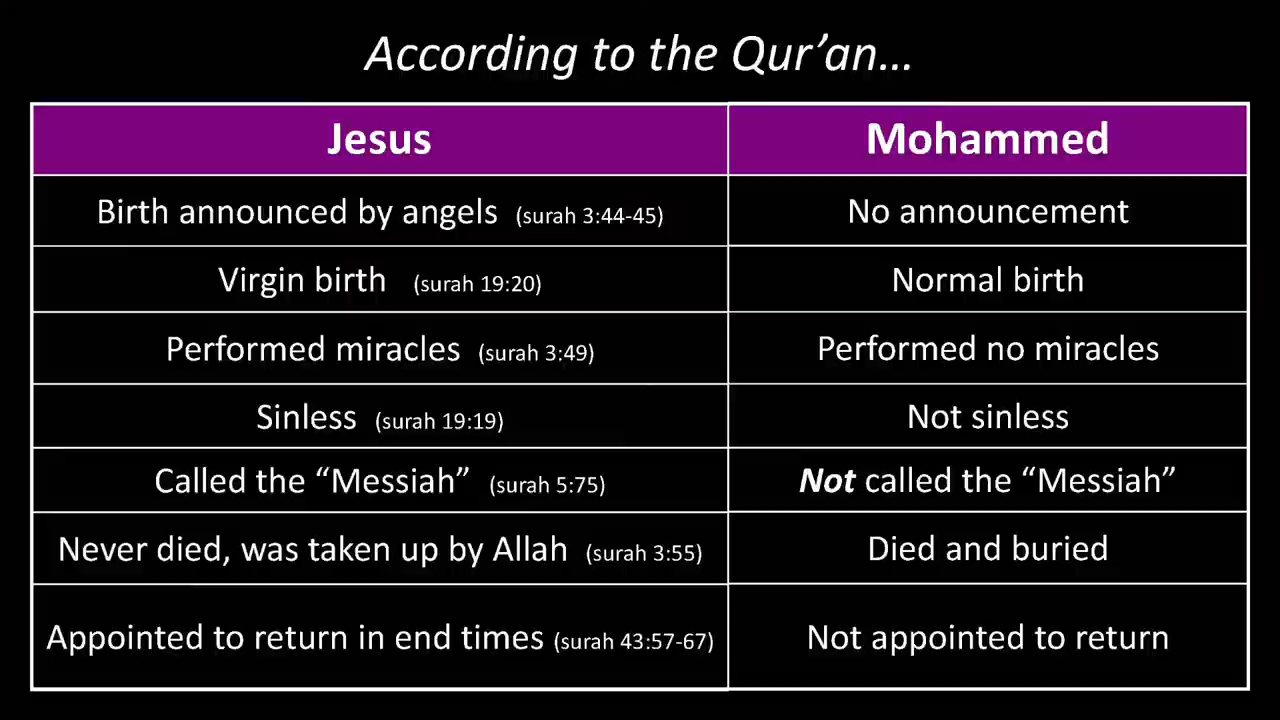 According to the Qur’an…
Jesus Mohammed
Birth announced by angels (surah 3:44-45) No announcement
Virgin birth (surah 19:20) Normal birth
Performed miracles (surah 3:49) Performed no miracles
Sinless (surah 19:19) Not sinless
Called the “Messiah” (surah 5:75) Not called the “Messiah”
Never died, was taken up by Allah (surah 3:55) Died and buried
Appointed to return in end times (surah 43:57-67) Not appointed to return